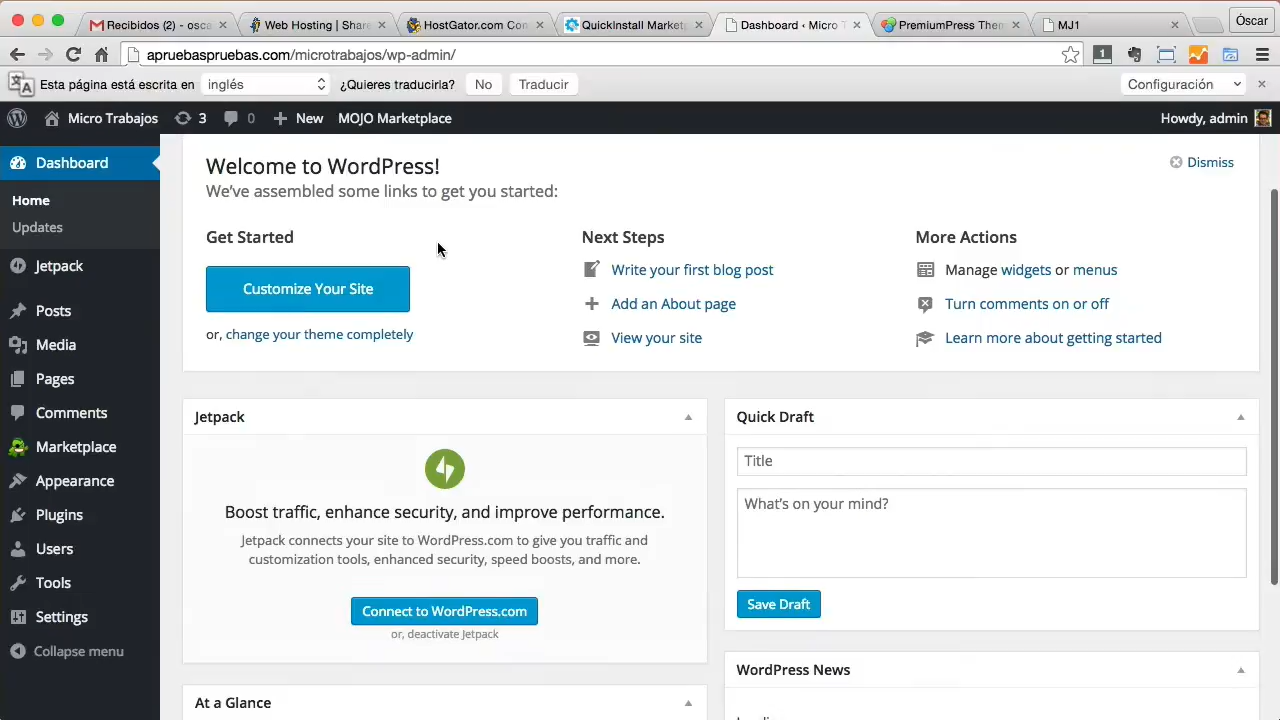 Recibidos (2) - osca
Web Hosting | Share
HostGator.com Con
QuickInstall Market
Dashboard ‹ Micro T
PremiumPress The
MJ1
Óscar
apruebaspruebas.com/microtrabajos/wp-admin/
1
Esta página está escrita en
inglés
¿Quieres traducirla?
No
Traducir
Configuración
Micro Trabajos
3
0
New
MOJO Marketplace
Howdy, admin
Dashboard
Home
Updates
Jetpack
Posts
Media
Pages
Comments
Marketplace
Appearance
Plugins
Users
Tools
Settings
Collapse menu
Welcome to WordPress!
Dismiss
We've assembled some links to get you started:
Get Started
Customize Your Site
or, change your theme completely
Next Steps
Write your first blog post
Add an About page
View your site
More Actions
Manage widgets or menus
Turn comments on or off
Learn more about getting started
Jetpack
Boost traffic, enhance security, and improve performance.
Jetpack connects your site to WordPress.com to give you traffic and
customization tools, enhanced security, speed boosts, and more.
Connect to WordPress.com
or, deactivate Jetpack
At a Glance
Quick Draft
Title
What's on your mind?
Save Draft
WordPress News